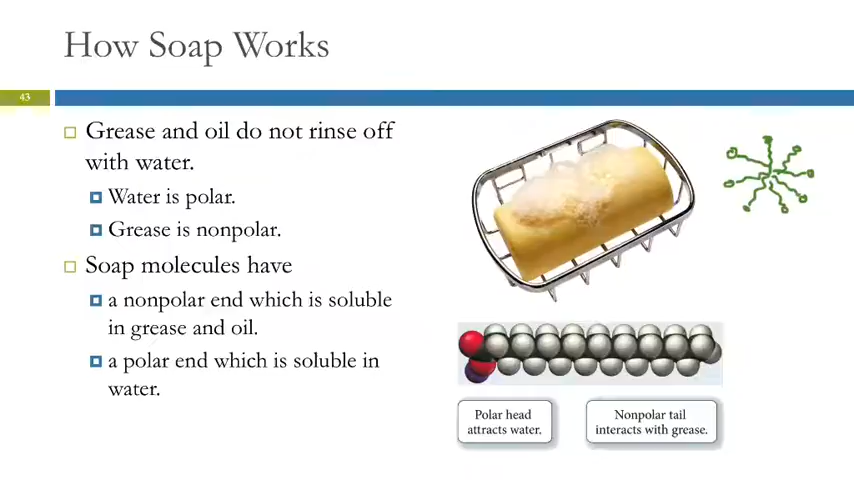 How Soap Works
43
Grease and oil do not rinse off
with water.
Water is polar.
Grease is nonpolar.
Soap molecules have
a nonpolar end which is soluble
in grease and oil.
a polar end which is soluble in
water.
Polar head
attracts water.
Nonpolar tail
interacts with grease.